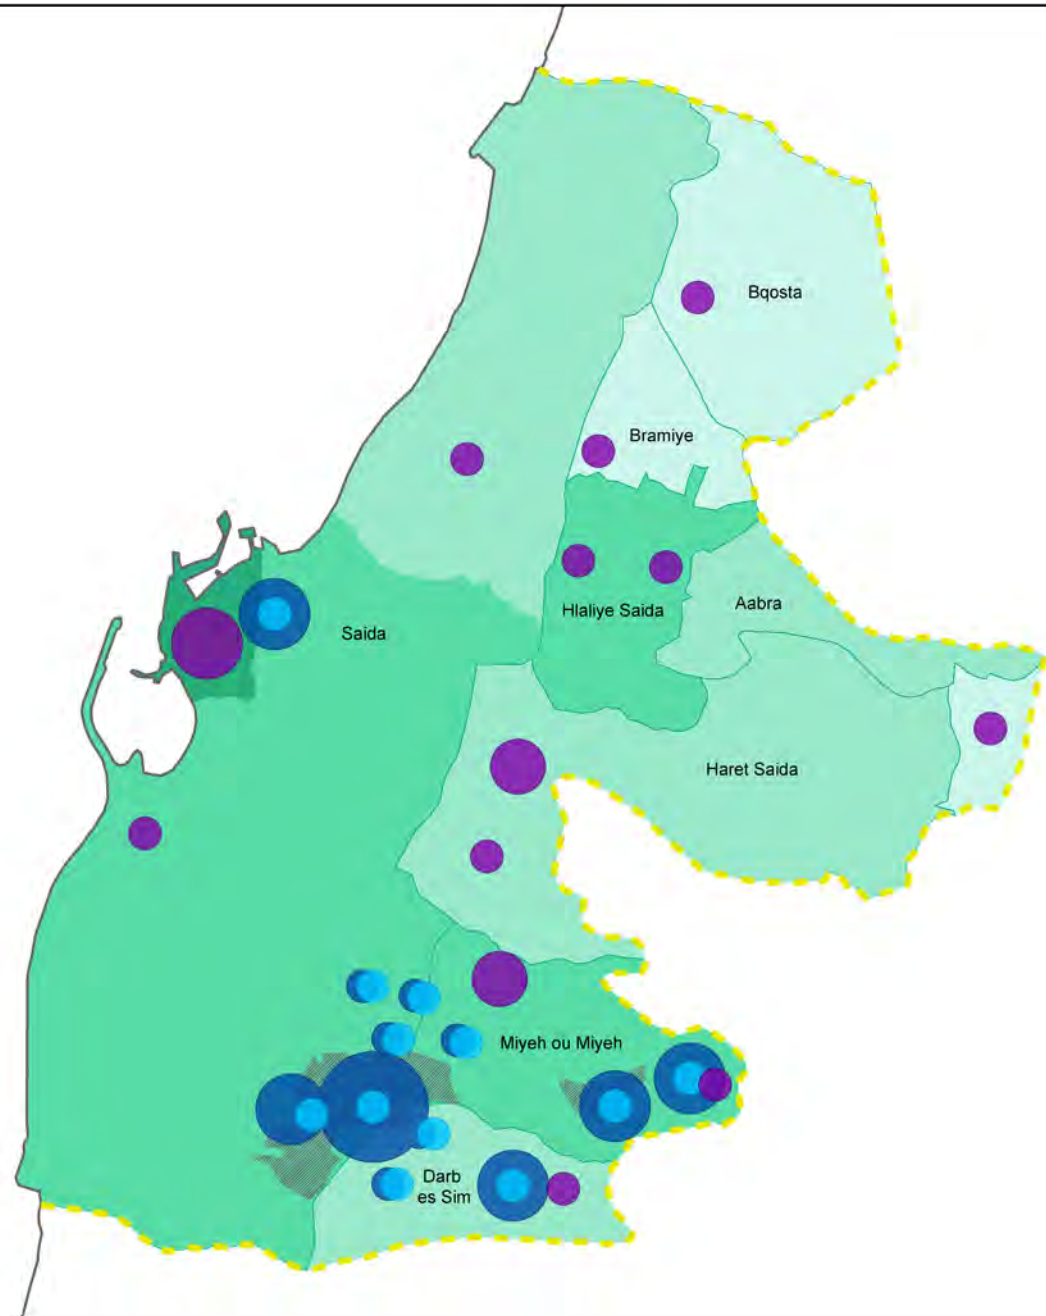 Bqosta
Bramiye
Hlaliye Saida
Aabra
Saida
Haret Saida
Miyeh ou Miyeh
Darb
es Sim